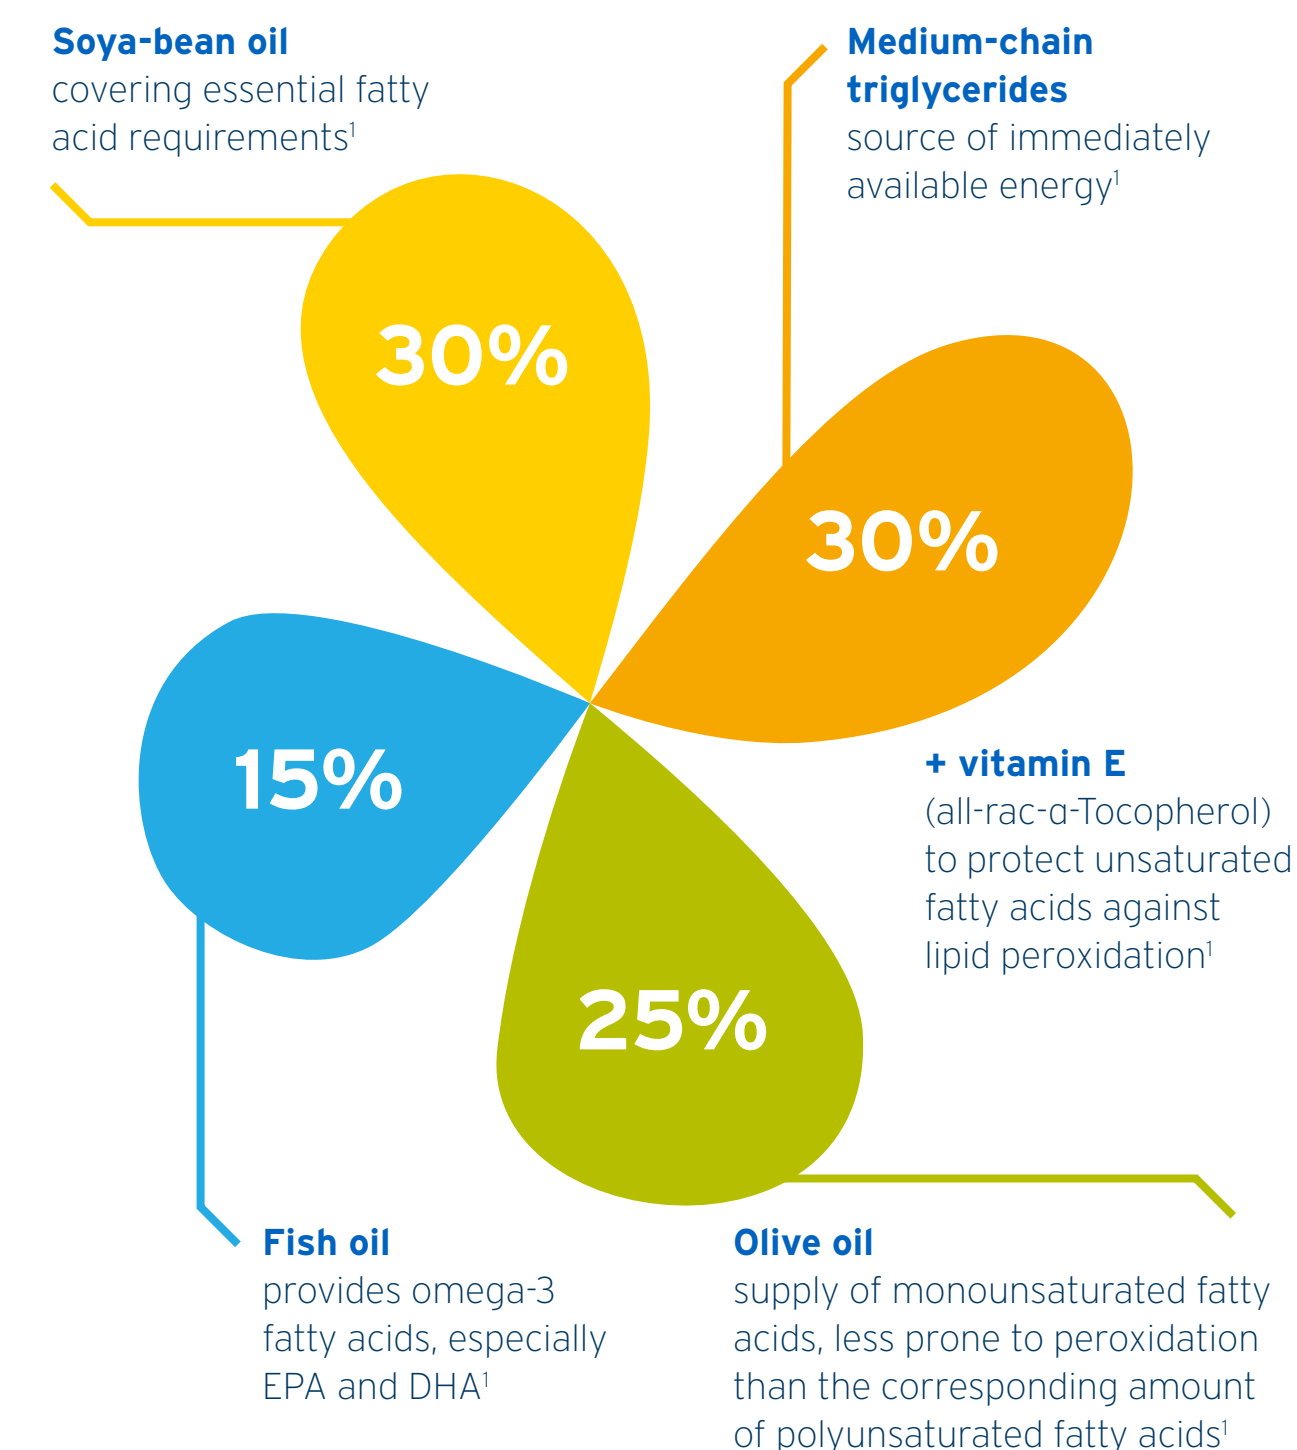 Soya-bean oil
covering essential fatty
acid requirements¹
Medium-chain
triglycerides
source of immediately
available energy¹
30%
30%
15%
+ vitamin E
(all-rac-α-Tocopherol)
to protect unsaturated
fatty acids against
lipid peroxidation¹
25%
Fish oil
provides omega-3
fatty acids, especially
EPA and DHA¹
Olive oil
supply of monounsaturated fatty
acids, less prone to peroxidation
than the corresponding amount
of polyunsaturated fatty acids¹